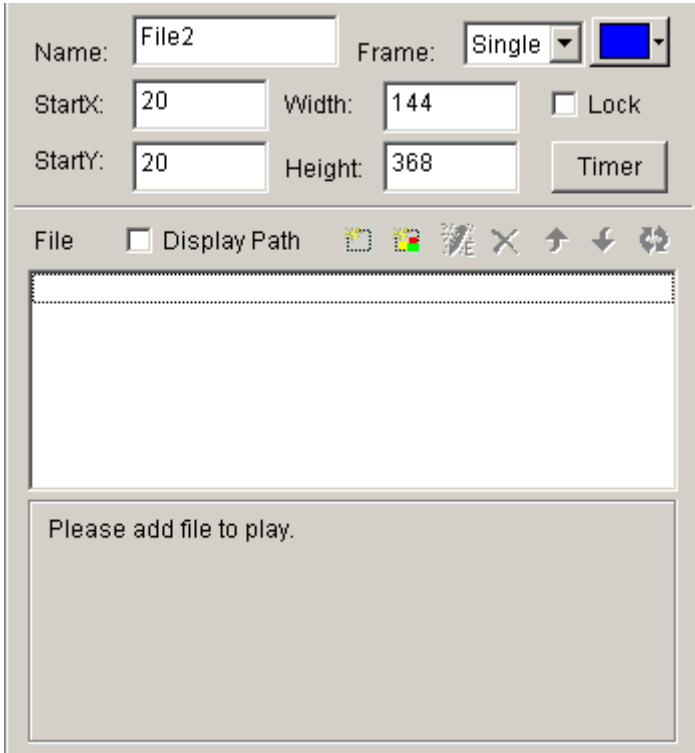 Name: File2 Frame: Single
StartX: 20 Width: 144 Lock
StartY: 20 Height: 368 Timer
File Display Path
Please add file to play.